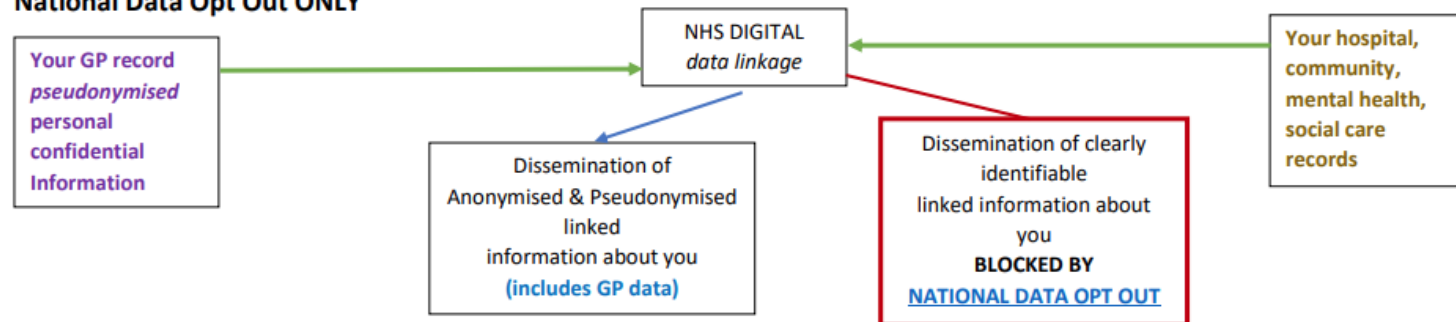 National Data Opt Out ONLY
Your GP record
pseudonymised
personal
confidential
Information
NHS DIGITAL
data linkage
Your hospital,
community,
mental health,
social care
records
Dissemination of
Anonymised & Pseudonymised
linked
information about you
(includes GP data)
Dissemination of clearly
identifiable
linked information about
you
BLOCKED BY
NATIONAL DATA OPT OUT